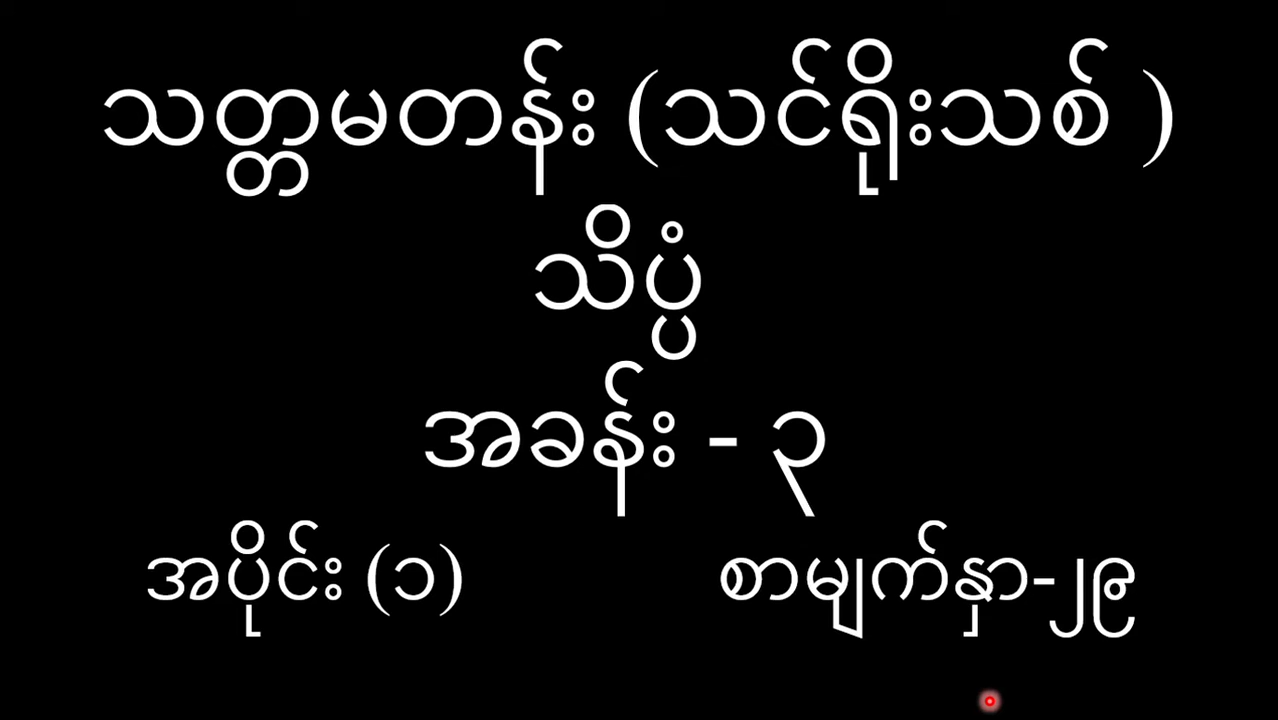 သတ္တမတန်း (သင်ရိုးသစ် )
သိပ္ပံ
အခန်း - ၃
အပိုင်း (၁) စာမျက်နှာ-၂၉